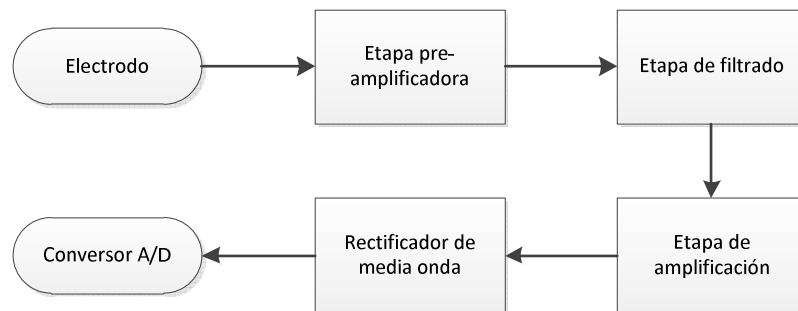 Electrodo
Etapa pre-
amplificadora
Etapa de filtrado
Conversor A/D
Rectificador de
media onda
Etapa de
amplificación